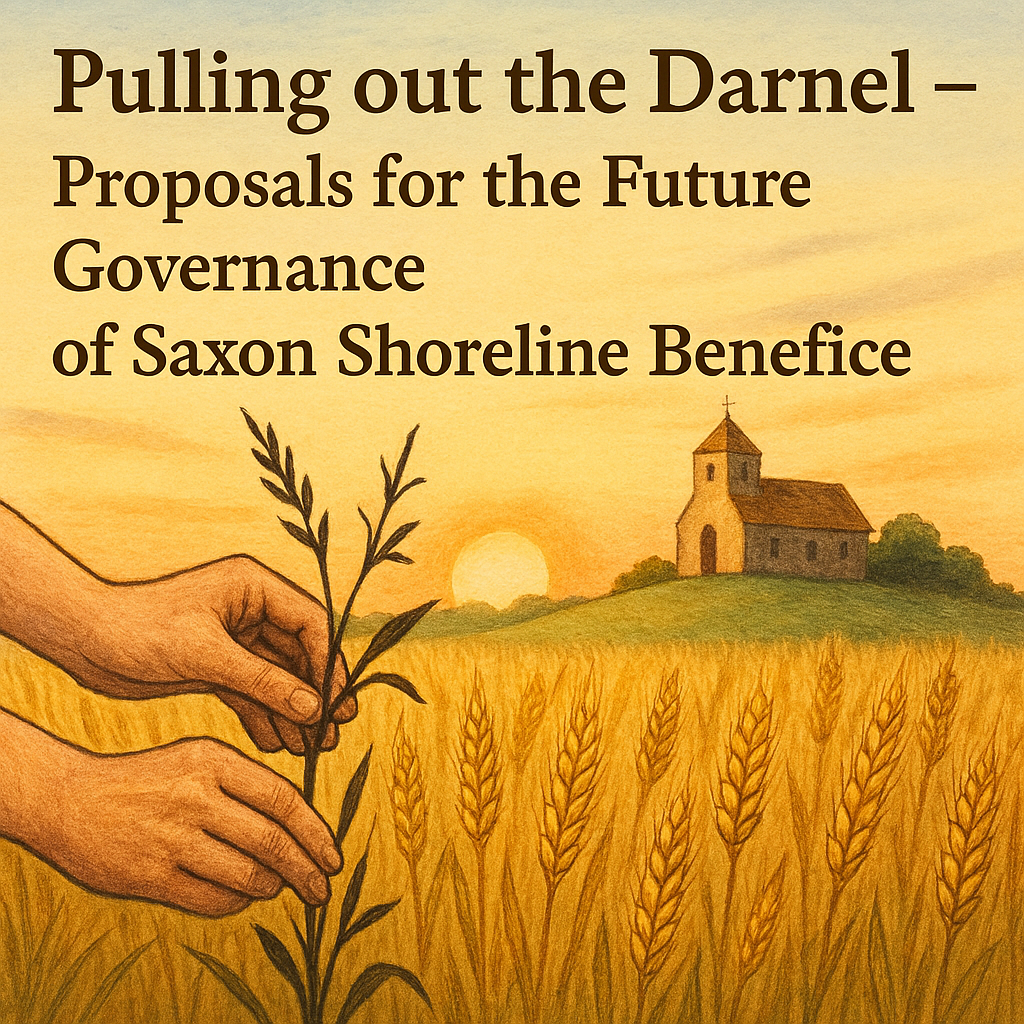 Pulling out the Darnel –
Proposals for the Future
Governance
of Saxon Shoreline Benefice